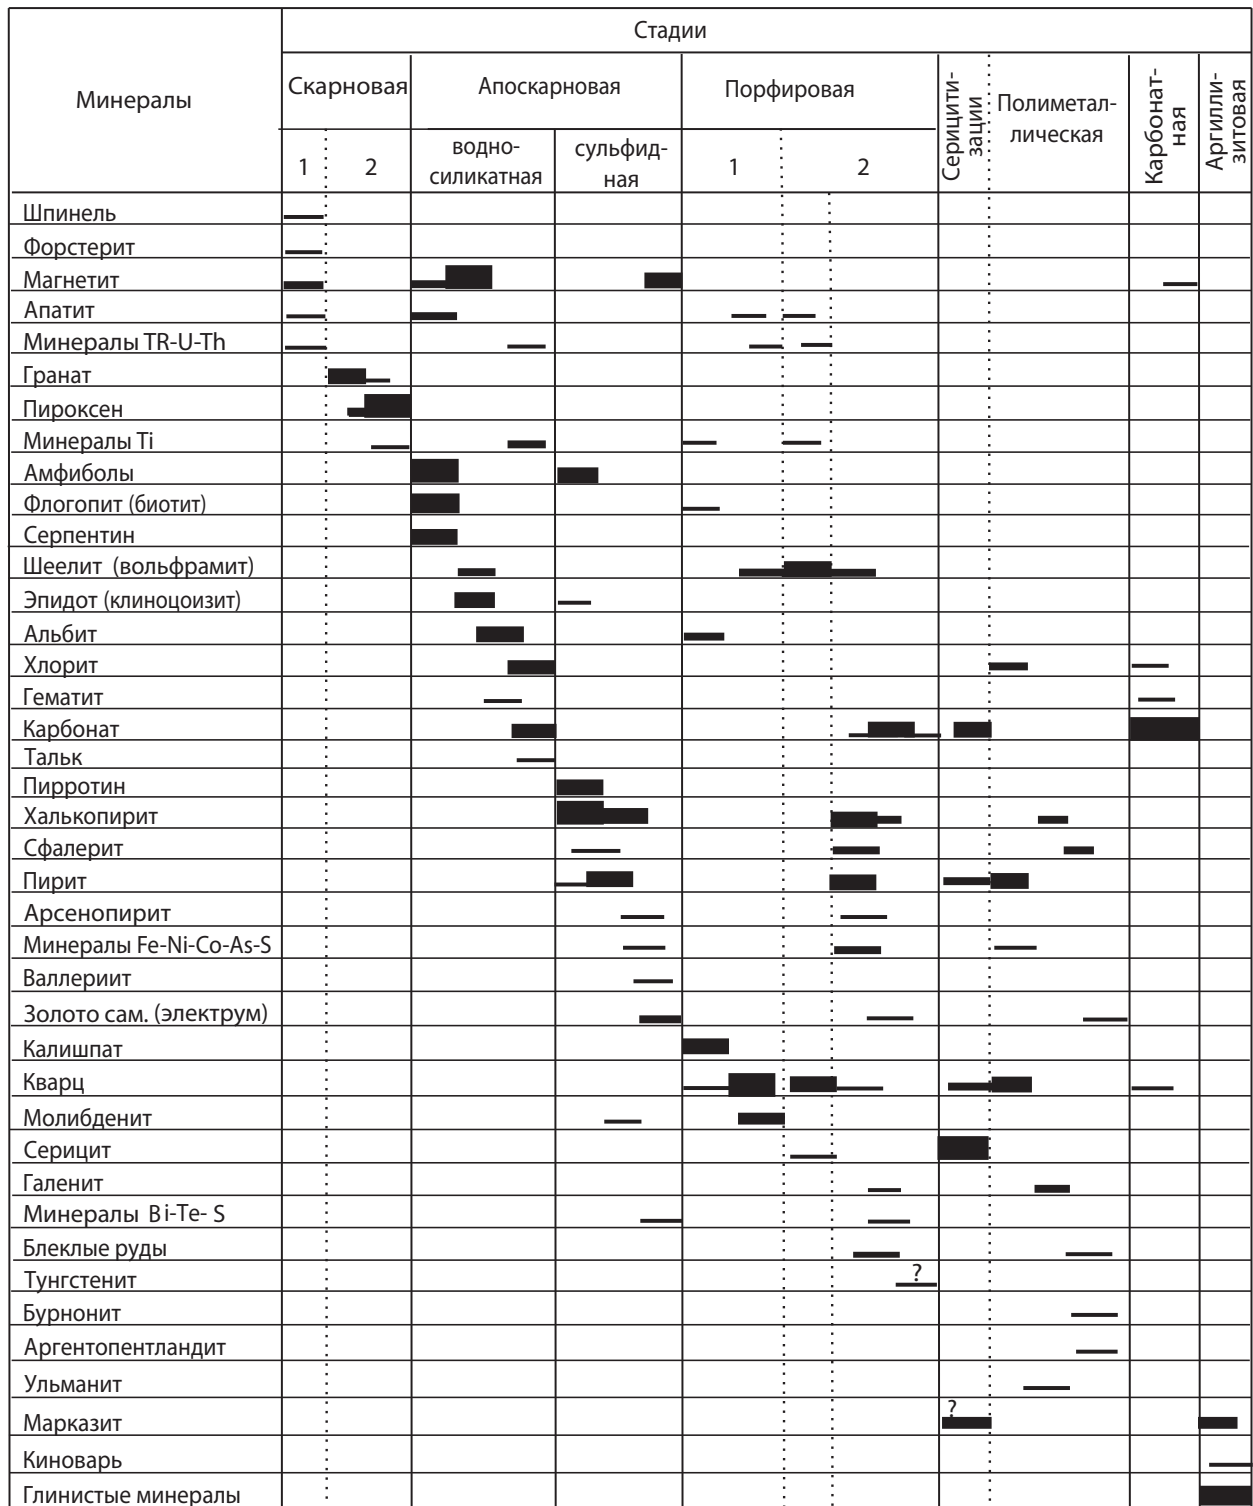 Стадии
Минералы
Скарновая
Апоскарновая
Порфировая
Серицити-
зации
Полиметал-
лическая
Карбонат-
ная
Аргилли-
зитовая
1
2
водно-
силикатная
сульфид-
ная
1
2
Шпинель
Форстерит
Магнетит
Апатит
Минералы TR-U-Th
Гранат
Пироксен
Минералы Ti
Амфиболы
Флогопит (биотит)
Серпентин
Шеелит (вольфрамит)
Эпидот (клиноцоизит)
Альбит
Хлорит
Гематит
Карбонат
Тальк
Пирротин
Халькопирит
Сфалерит
Пирит
Арсенопирит
Минералы Fe-Ni-Co-As-S
Валлериит
Золото сам. (электрум)
Калишпат
Кварц
Молибденит
Серицит
Галенит
Минералы Bi-Te- S
Блеклые руды
Тунгстенит ?
Бурнонит
Аргентопентландит
Ульманит
Марказит ?
Киноварь
Глинистые минералы